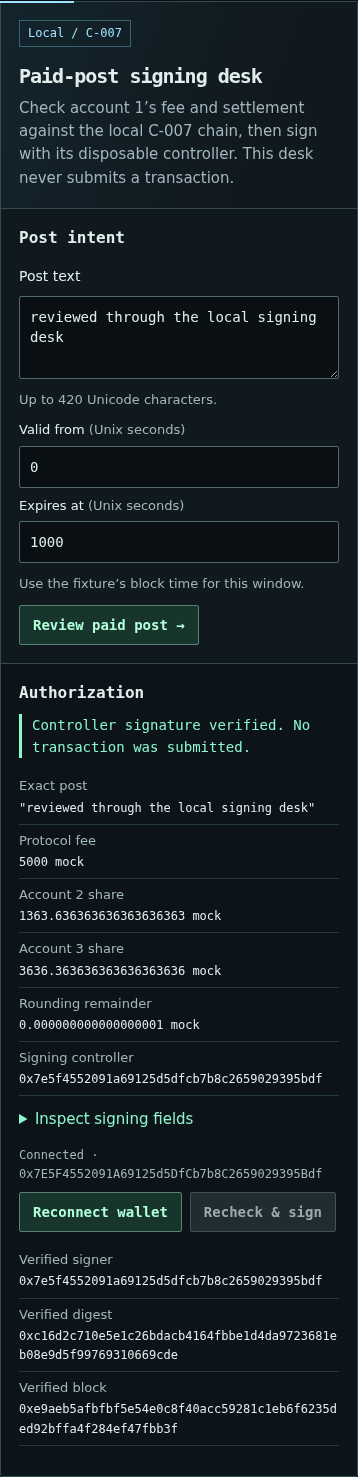 Local / C-007
Paid-post signing desk
Check account 1’s fee and settlement
against the local C-007 chain, then sign
with its disposable controller. This desk
never submits a transaction.
Post intent
Post text
reviewed through the local signing
desk
Up to 420 Unicode characters.
Valid from (Unix seconds)
0
Expires at (Unix seconds)
1000
Use the fixture’s block time for this window.
Review paid post →
Authorization
Controller signature verified. No
transaction was submitted.
Exact post
"reviewed through the local signing desk"
Protocol fee
5000 mock
Account 2 share
1363.636363636363636363 mock
Account 3 share
3636.363636363636363636 mock
Rounding remainder
0.000000000000000001 mock
Signing controller
0x7e5f4552091a69125d5dfcb7b8c2659029395bdf
▶ Inspect signing fields
Connected ·
0x7E5F4552091A69125d5DfCb7b8C2659029395Bdf
Reconnect wallet
Recheck & sign
Verified signer
0x7e5f4552091a69125d5dfcb7b8c2659029395bdf
Verified digest
0xc16d2c710e5e1c26bdacb4164fbbe1d4da9723681e
b08e9d5f99769310669cde
Verified block
0xe9aeb5afbfbf5e54e0c8f40acc59281c1eb6f6235d
ed92bffa4f284ef47fbb3f